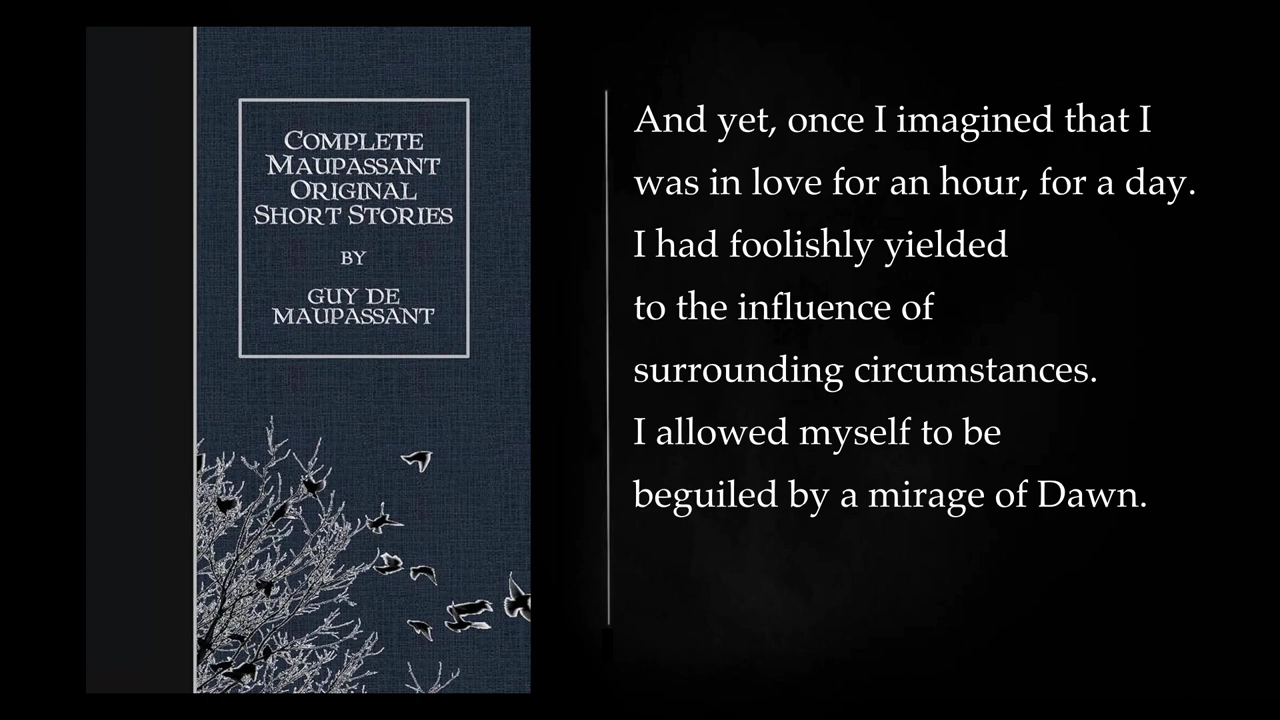 COMPLETE
MAUPASSANT
ORIGINAL
SHORT STORIES
BY
GUY DE
MAUPASSANT
And yet, once I imagined that I
was in love for an hour, for a day.
I had foolishly yielded
to the influence of
surrounding circumstances.
I allowed myself to be
beguiled by a mirage of Dawn.